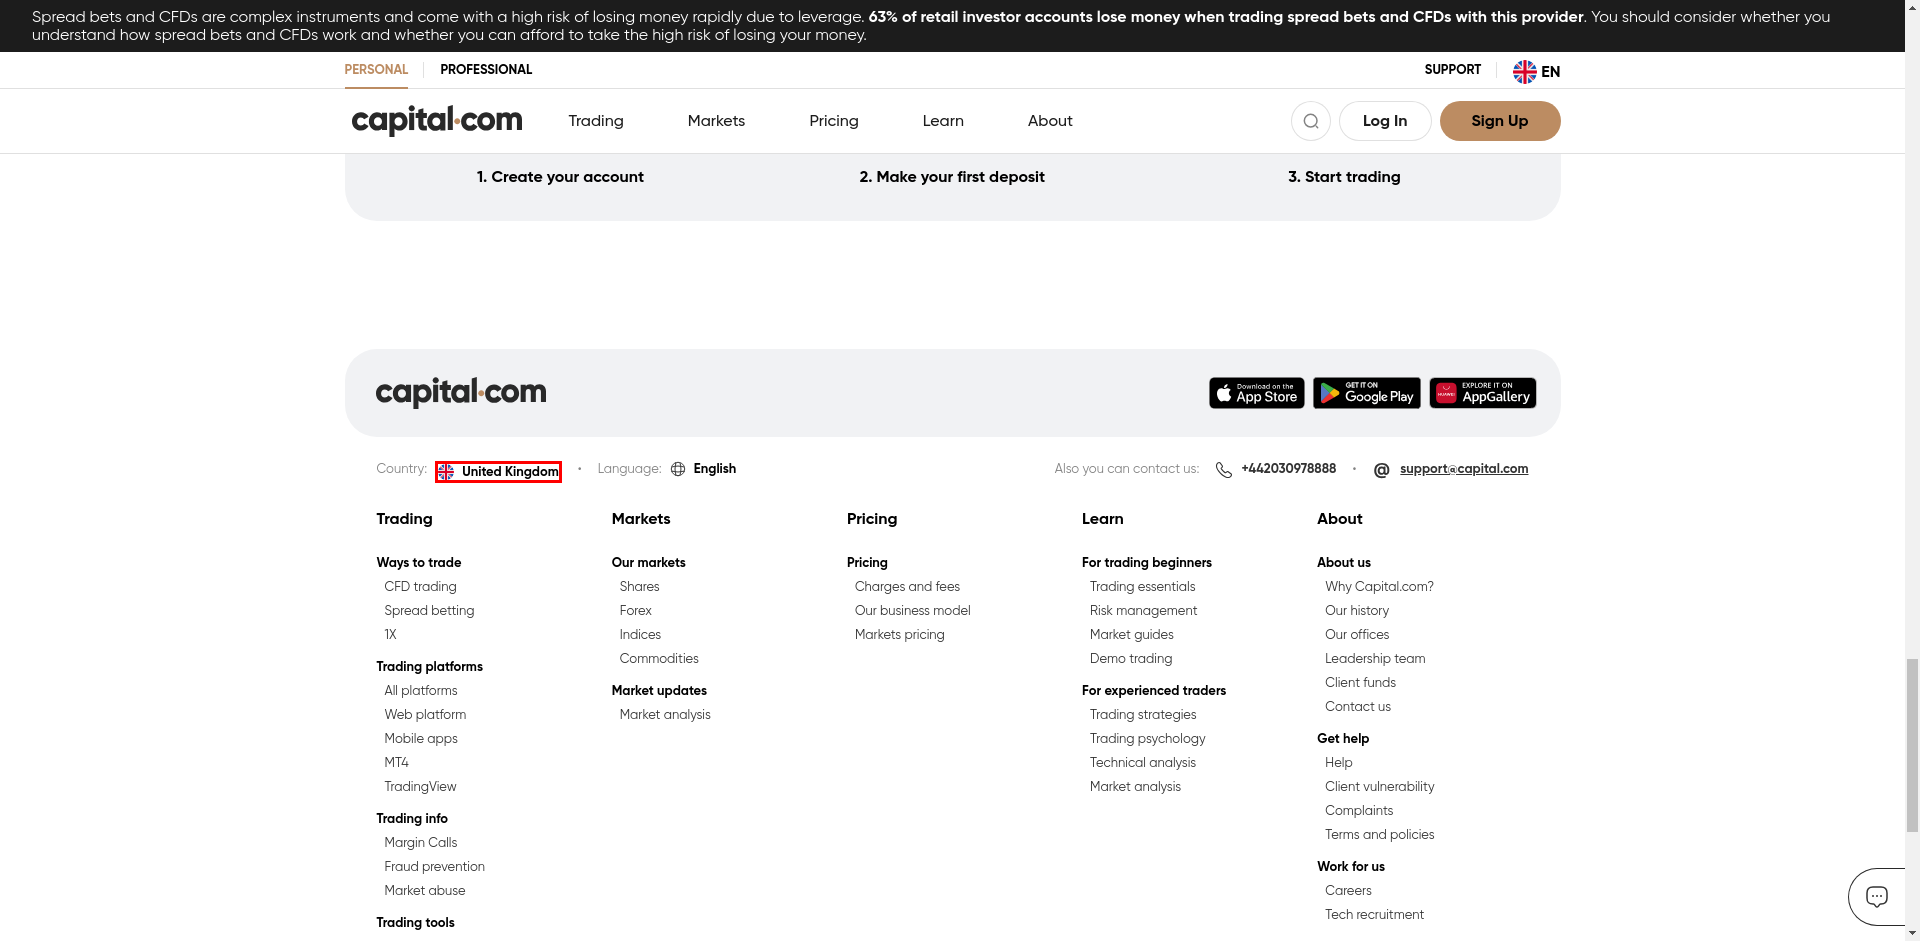 Spread bets and CFDs are complex instruments and come with a high risk of losing money rapidly due to leverage. 63% of retail investor accounts lose money when trading spread bets and CFDs with this provider. You should consider whether you
understand how spread bets and CFDs work and whether you can afford to take the high risk of losing your money.
PERSONAL PROFESSIONAL SUPPORT EN
capital.com Trading Markets Pricing Learn About Log In Sign Up
1. Create your account 2. Make your first deposit 3. Start trading
capital.com
Download on the App Store
GET IT ON Google Play
HUAWEI EXPLORE IT ON AppGallery
Country: United Kingdom • Language: English Also you can contact us: +442030978888 • support@capital.com
Trading
Ways to trade
CFD trading
Spread betting
1X
Trading platforms
All platforms
Web platform
Mobile apps
MT4
TradingView
Trading info
Margin Calls
Fraud prevention
Market abuse
Trading tools
Markets
Our markets
Shares
Forex
Indices
Commodities
Market updates
Market analysis
Pricing
Pricing
Charges and fees
Our business model
Markets pricing
Learn
For trading beginners
Trading essentials
Risk management
Market guides
Demo trading
For experienced traders
Trading strategies
Trading psychology
Technical analysis
Market analysis
About
About us
Why Capital.com?
Our history
Our offices
Leadership team
Client funds
Contact us
Get help
Help
Client vulnerability
Complaints
Terms and policies
Work for us
Careers
Tech recruitment